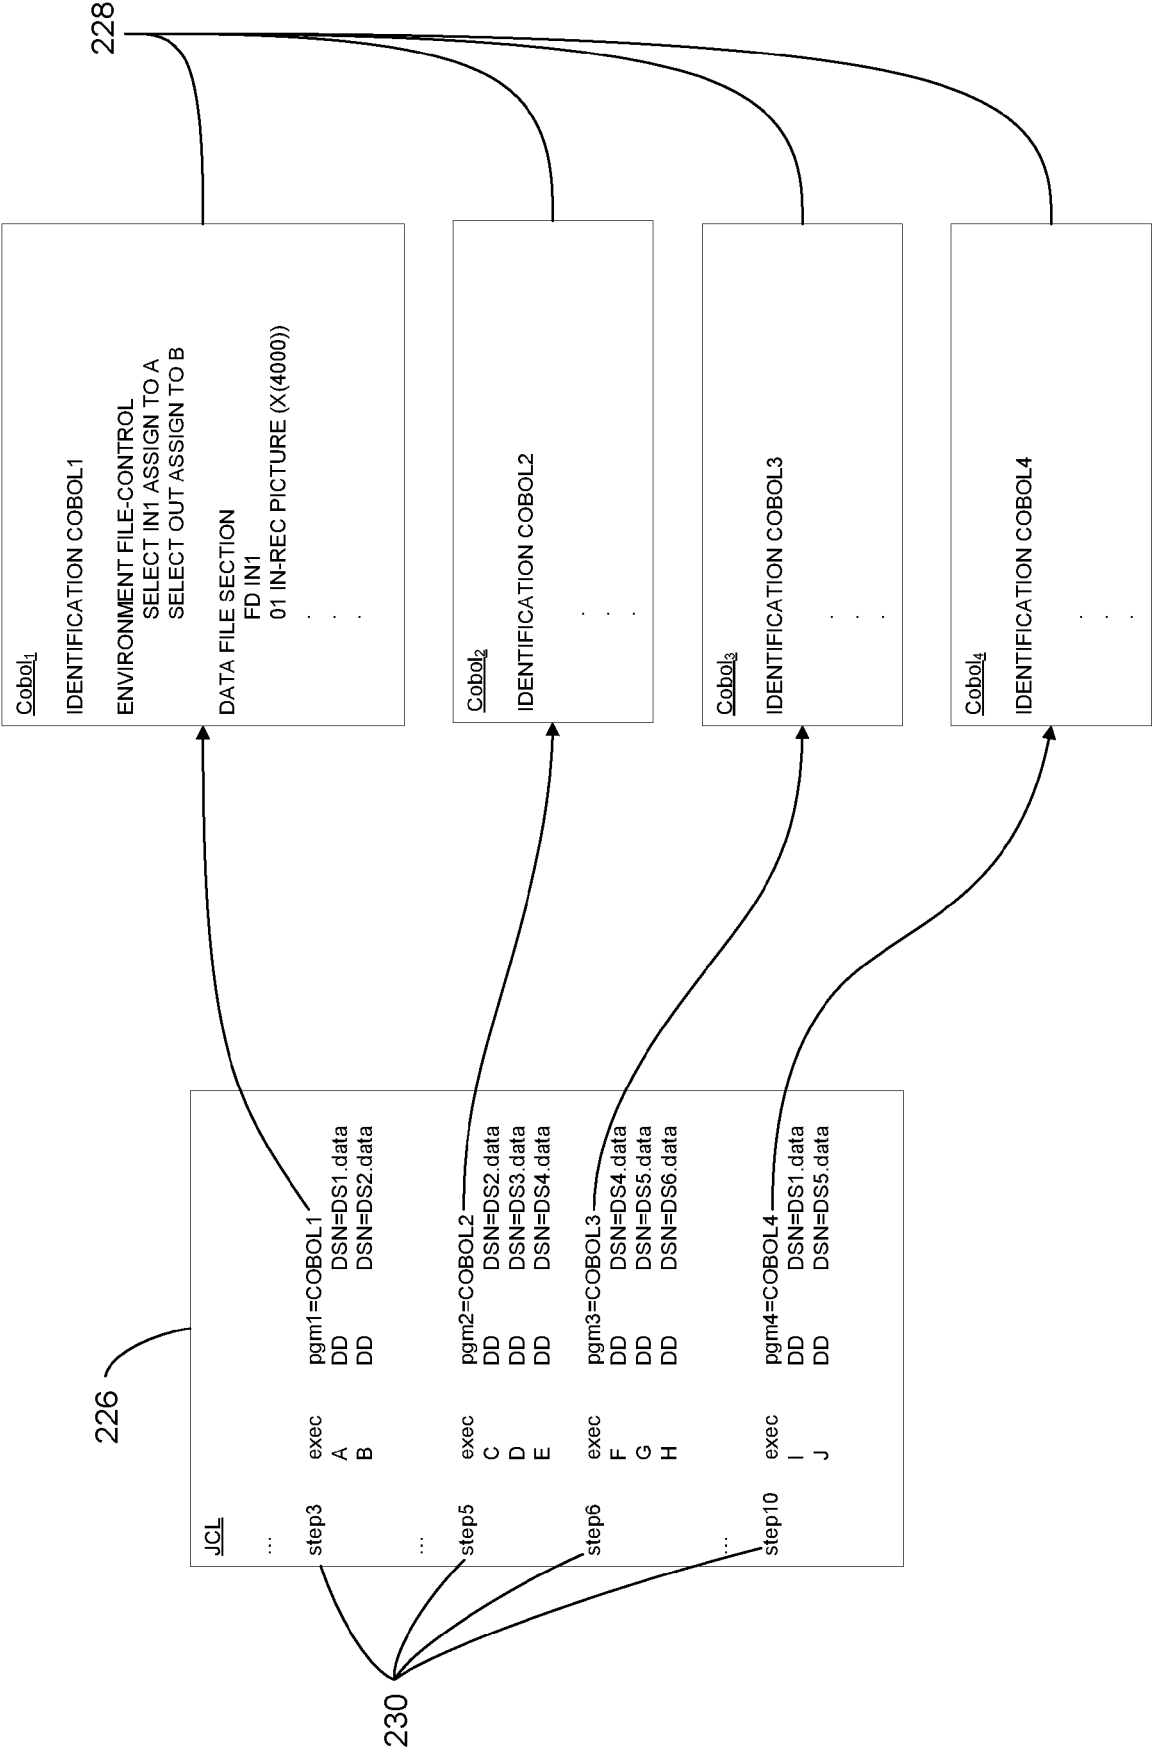 226
JCL
...
step3 exec pgm1=COBOL1
A DD DSN=DS1.data
B DD DSN=DS2.data
...
step5 exec pgm2=COBOL2
C DD DSN=DS2.data
D DD DSN=DS3.data
E DD DSN=DS4.data
step6 exec pgm3=COBOL3
F DD DSN=DS4.data
G DD DSN=DS5.data
H DD DSN=DS6.data
...
step10 exec pgm4=COBOL4
I DD DSN=DS1.data
J DD DSN=DS5.data
230
228
Cobol1
IDENTIFICATION COBOL1
ENVIRONMENT FILE-CONTROL
SELECT IN1 ASSIGN TO A
SELECT OUT ASSIGN TO B
DATA FILE SECTION
FD IN1
01 IN-REC PICTURE (X(4000))
.
.
.
Cobol2
IDENTIFICATION COBOL2
.
.
.
Cobol3
IDENTIFICATION COBOL3
.
.
.
Cobol4
IDENTIFICATION COBOL4
.
.
.